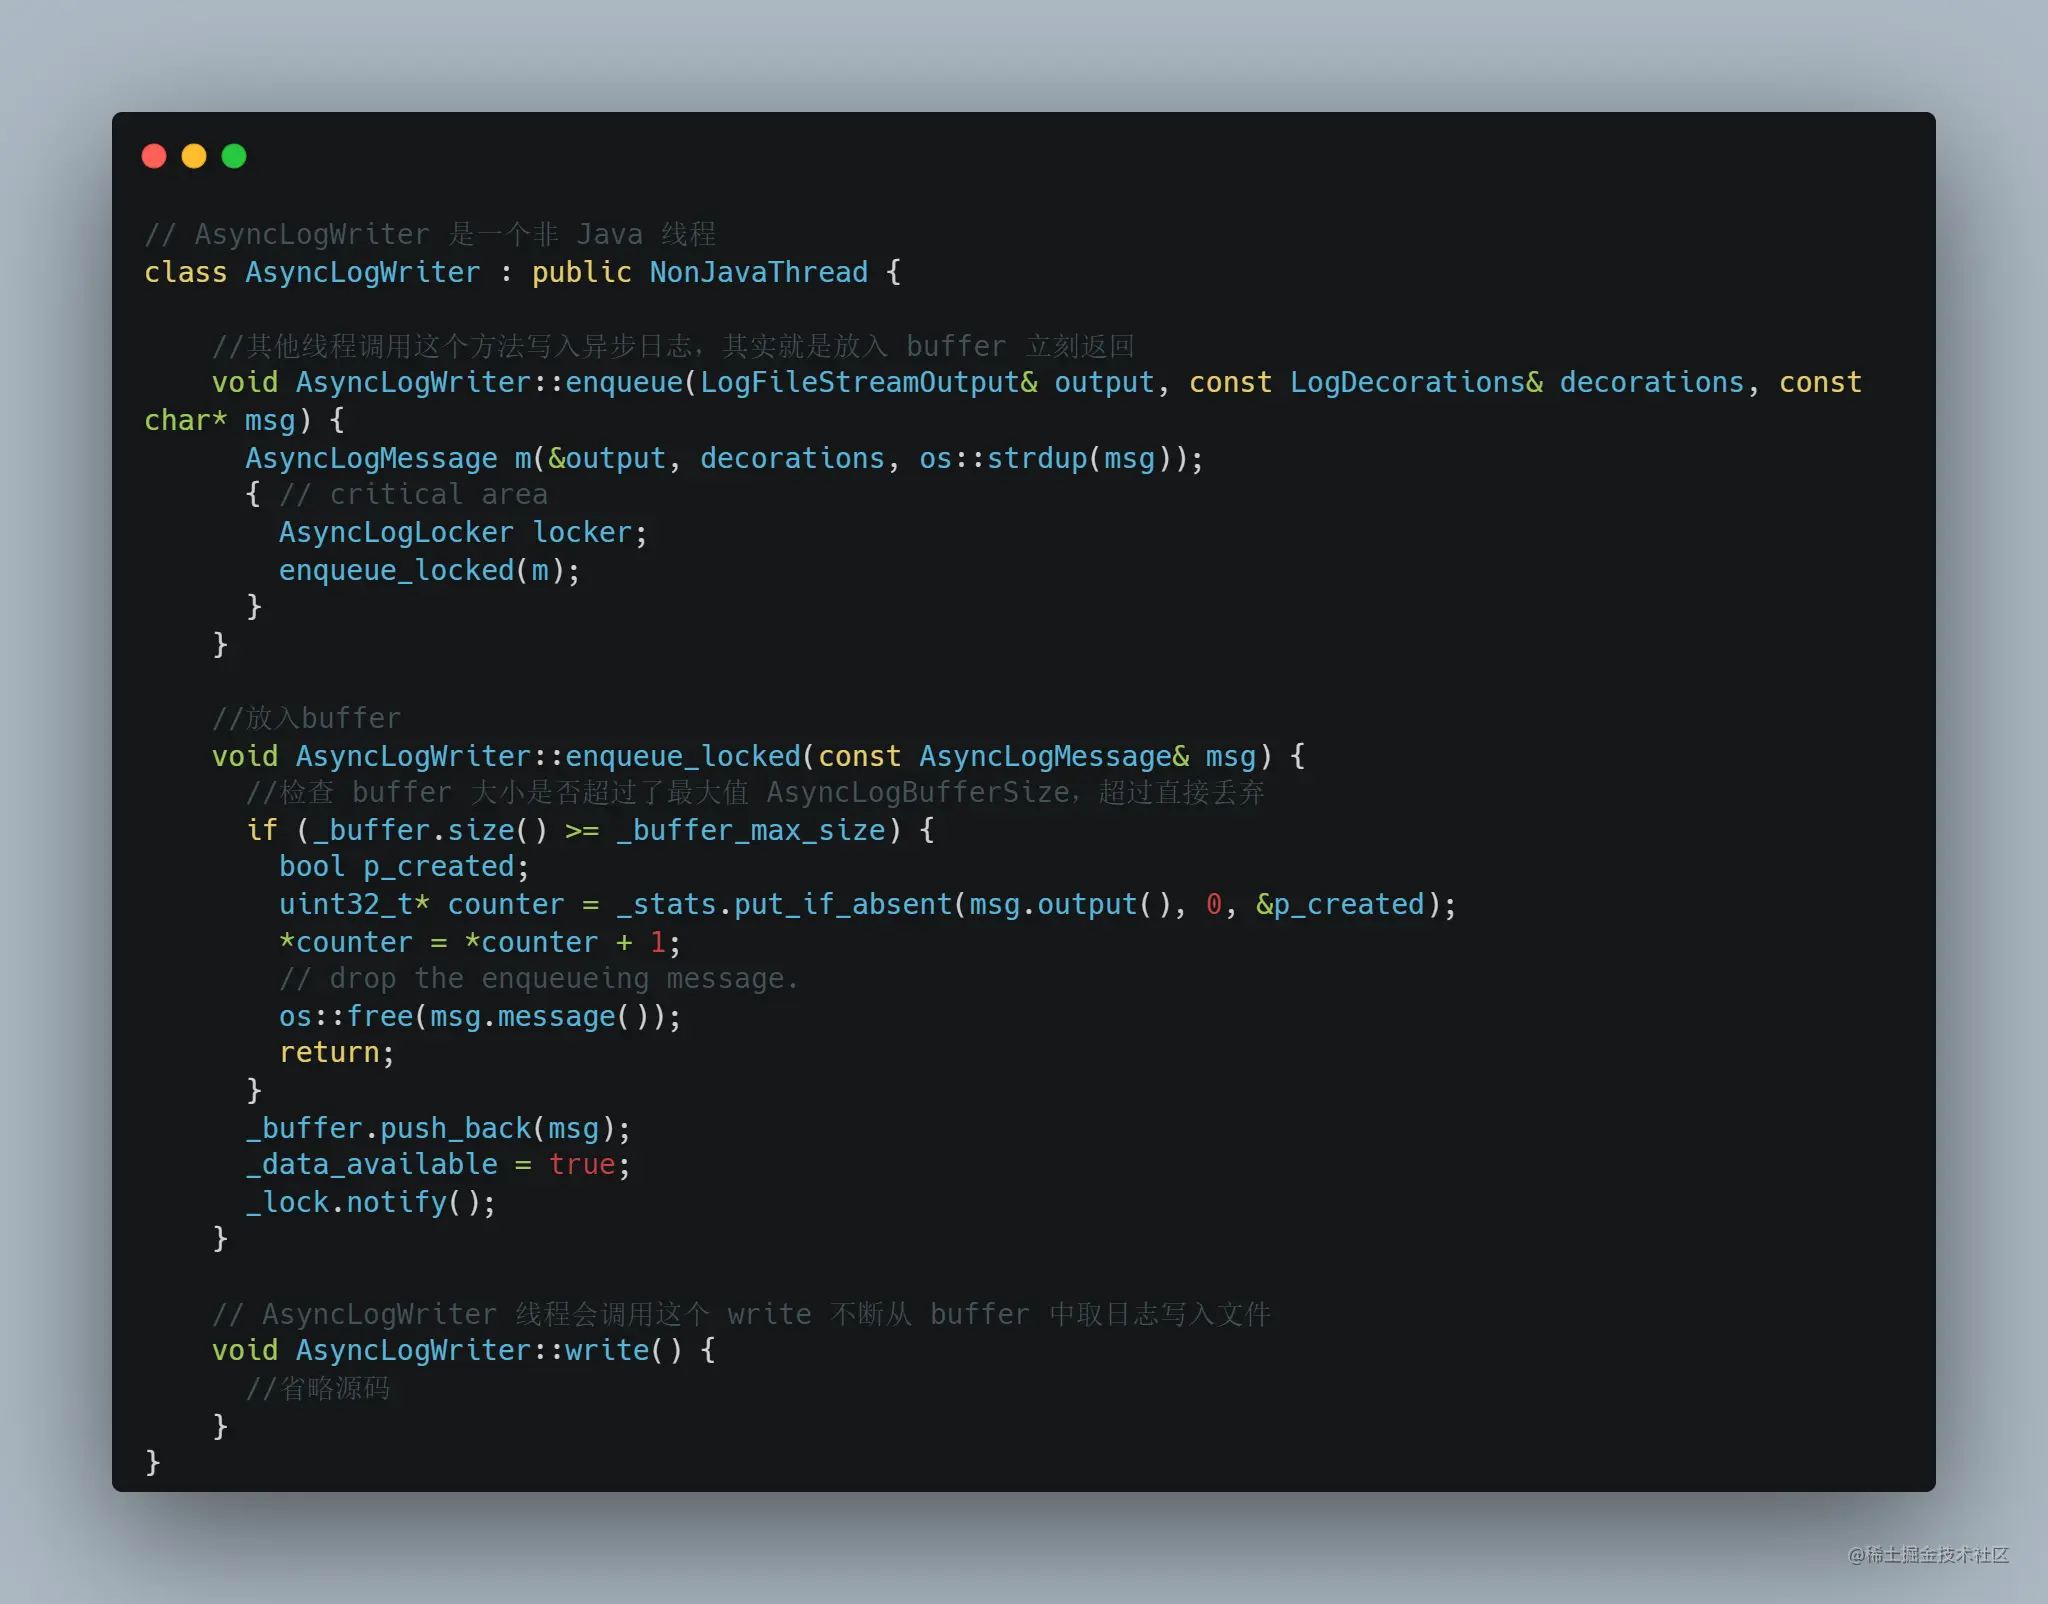 // AsyncLogWriter 是一个非 Java 线程
class AsyncLogWriter : public NonJavaThread {
//其他线程调用这个方法写入异步日志，其实就是放入 buffer 立刻返回
void AsyncLogWriter::enqueue(LogFileStreamOutput& output, const LogDecorations& decorations, const
char* msg) {
AsyncLogMessage m(&output, decorations, os::strdup(msg));
{ // critical area
AsyncLogLocker locker;
enqueue_locked(m);
}
}
//放入buffer
void AsyncLogWriter::enqueue_locked(const AsyncLogMessage& msg) {
//检查 buffer 大小是否超过了最大值 AsyncLogBufferSize，超过直接丢弃
if (_buffer.size() >= _buffer_max_size) {
bool p_created;
uint32_t* counter = _stats.put_if_absent(msg.output(), 0, &p_created);
*counter = *counter + 1;
// drop the enqueueing message.
os::free(msg.message());
return;
}
_buffer.push_back(msg);
_data_available = true;
_lock.notify();
}
// AsyncLogWriter 线程会调用这个 write 不断从 buffer 中取日志写入文件
void AsyncLogWriter::write() {
//省略源码
}
}
@稀土掘金技术社区